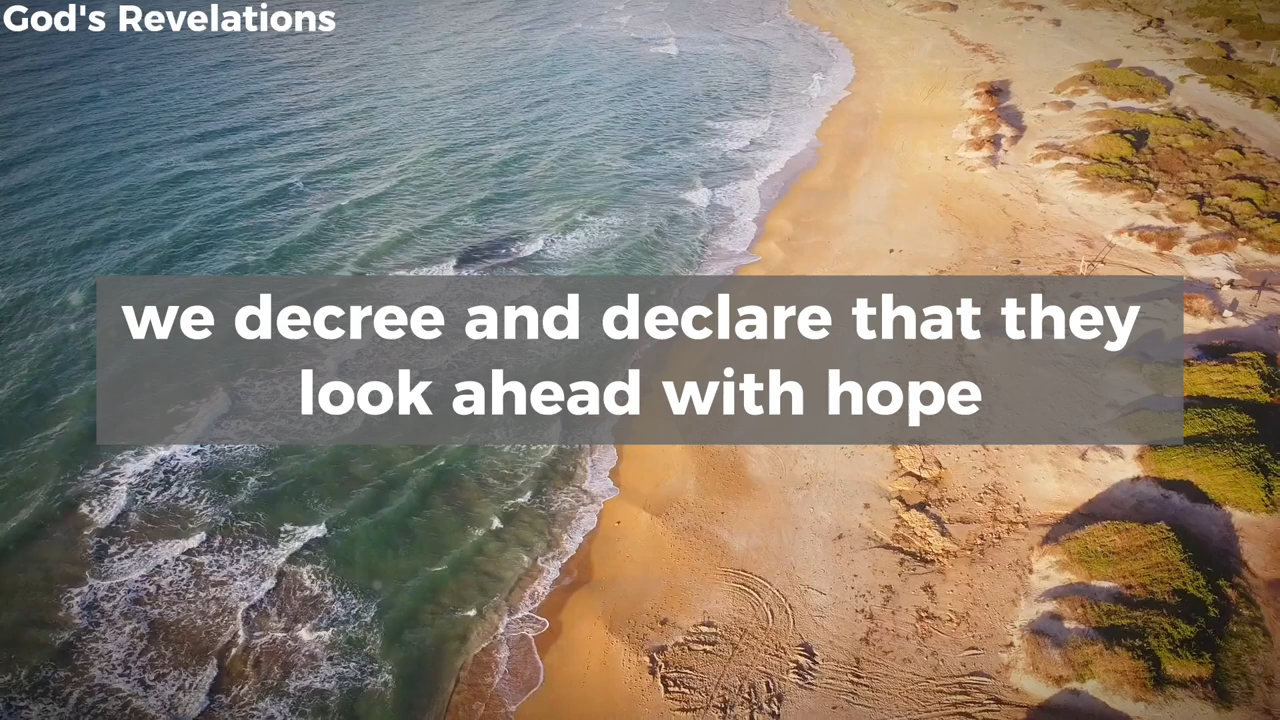 God's Revelations
we decree and declare that they
look ahead with hope